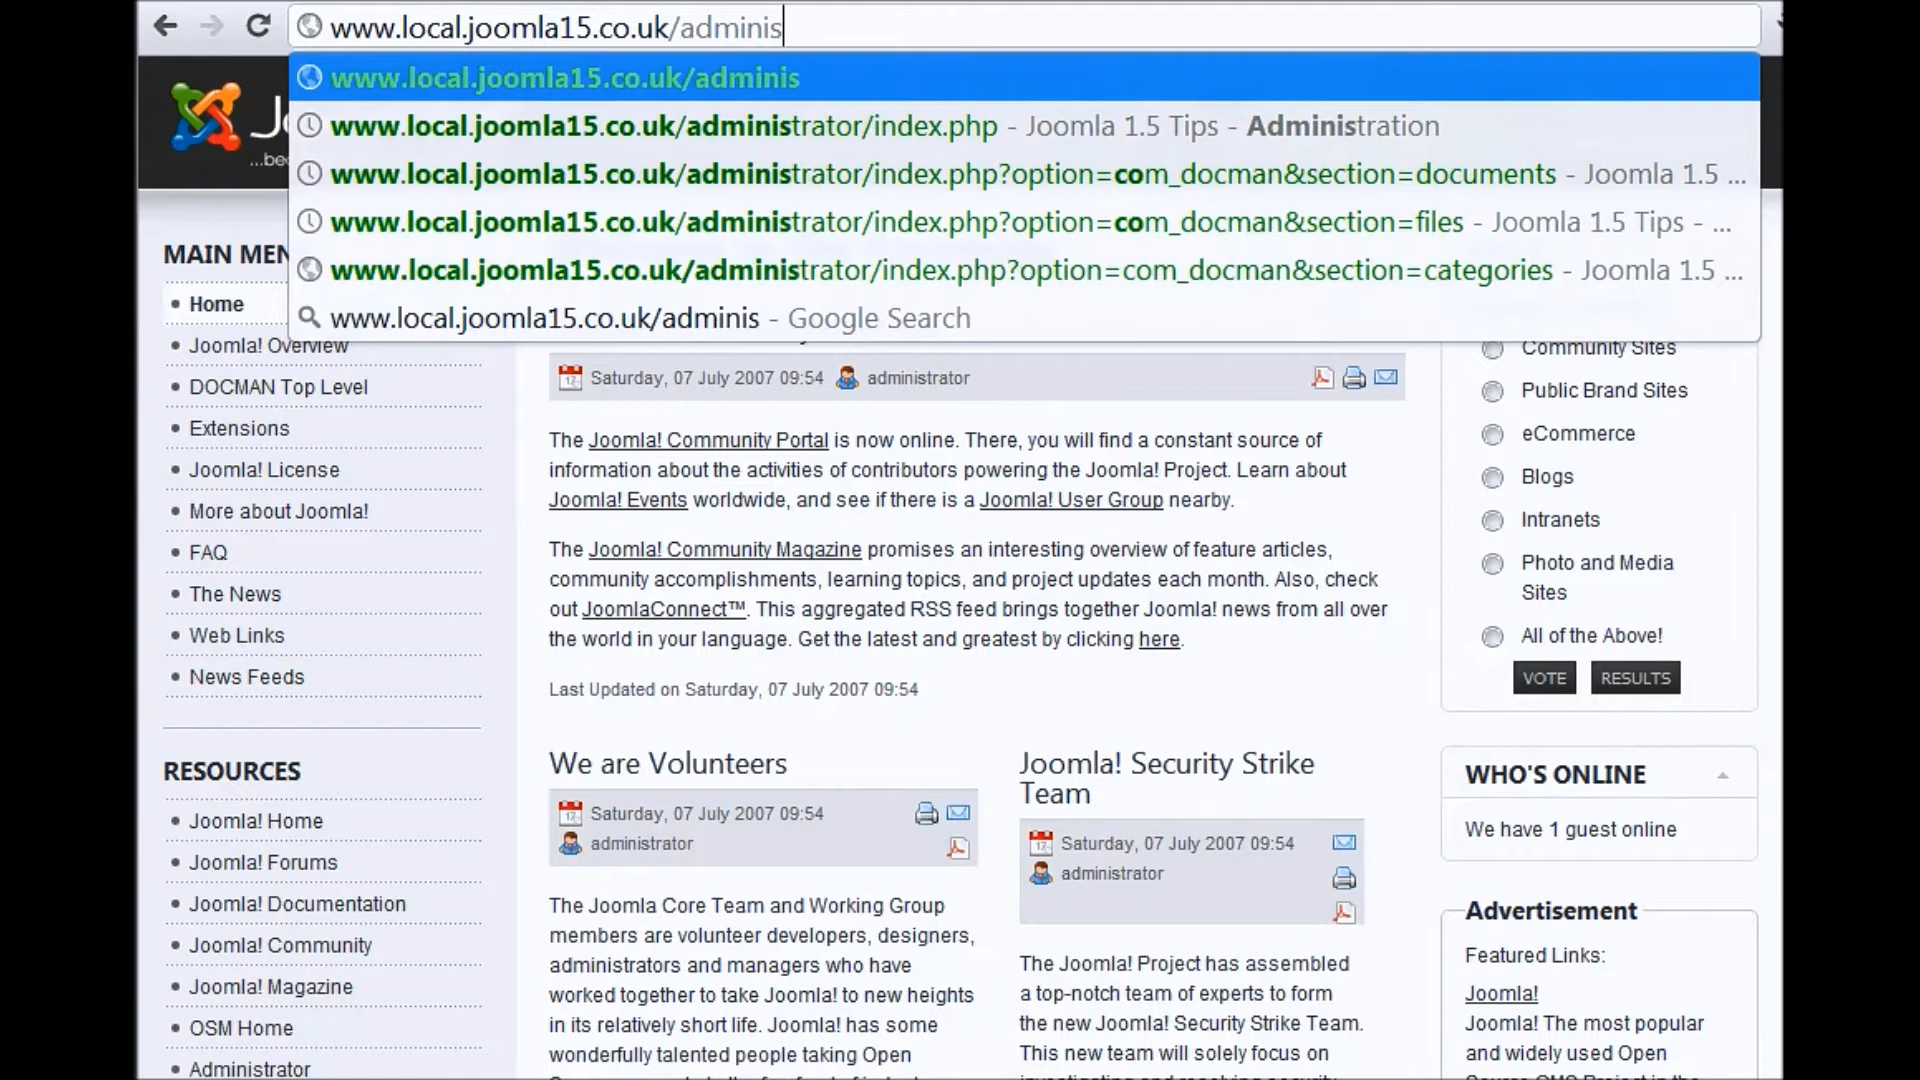 www.local.joomla15.co.uk/adminis
www.local.joomla15.co.uk/adminis
www.local.joomla15.co.uk/administrator/index.php - Joomla 1.5 Tips - Administration
www.local.joomla15.co.uk/administrator/index.php?option=com_docman&section=documents - Joomla 1.5 ...
www.local.joomla15.co.uk/administrator/index.php?option=com_docman&section=files - Joomla 1.5 Tips - ...
www.local.joomla15.co.uk/administrator/index.php?option=com_docman&section=categories - Joomla 1.5 ...
www.local.joomla15.co.uk/adminis - Google Search
MAIN MEN
Home
Joomla! Overview
DOCMAN Top Level
Extensions
Joomla! License
More about Joomla!
FAQ
The News
Web Links
News Feeds
RESOURCES
Joomla! Home
Joomla! Forums
Joomla! Documentation
Joomla! Community
Joomla! Magazine
OSM Home
Administrator
Saturday, 07 July 2007 09:54 administrator
The Joomla! Community Portal is now online. There, you will find a constant source of
information about the activities of contributors powering the Joomla! Project. Learn about
Joomla! Events worldwide, and see if there is a Joomla! User Group nearby.
The Joomla! Community Magazine promises an interesting overview of feature articles,
community accomplishments, learning topics, and project updates each month. Also, check
out JoomlaConnect™. This aggregated RSS feed brings together Joomla! news from all over
the world in your language. Get the latest and greatest by clicking here.
Last Updated on Saturday, 07 July 2007 09:54
We are Volunteers
Saturday, 07 July 2007 09:54
administrator
The Joomla Core Team and Working Group
members are volunteer developers, designers,
administrators and managers who have
worked together to take Joomla! to new heights
in its relatively short life. Joomla! has some
wonderfully talented people taking Open
Joomla! Security Strike
Team
Saturday, 07 July 2007 09:54
administrator
The Joomla! Project has assembled
a top-notch team of experts to form
the new Joomla! Security Strike Team.
This new team will solely focus on
Community Sites
Public Brand Sites
eCommerce
Blogs
Intranets
Photo and Media
Sites
All of the Above!
VOTE RESULTS
WHO'S ONLINE
We have 1 guest online
Advertisement
Featured Links:
Joomla!
Joomla! The most popular
and widely used Open